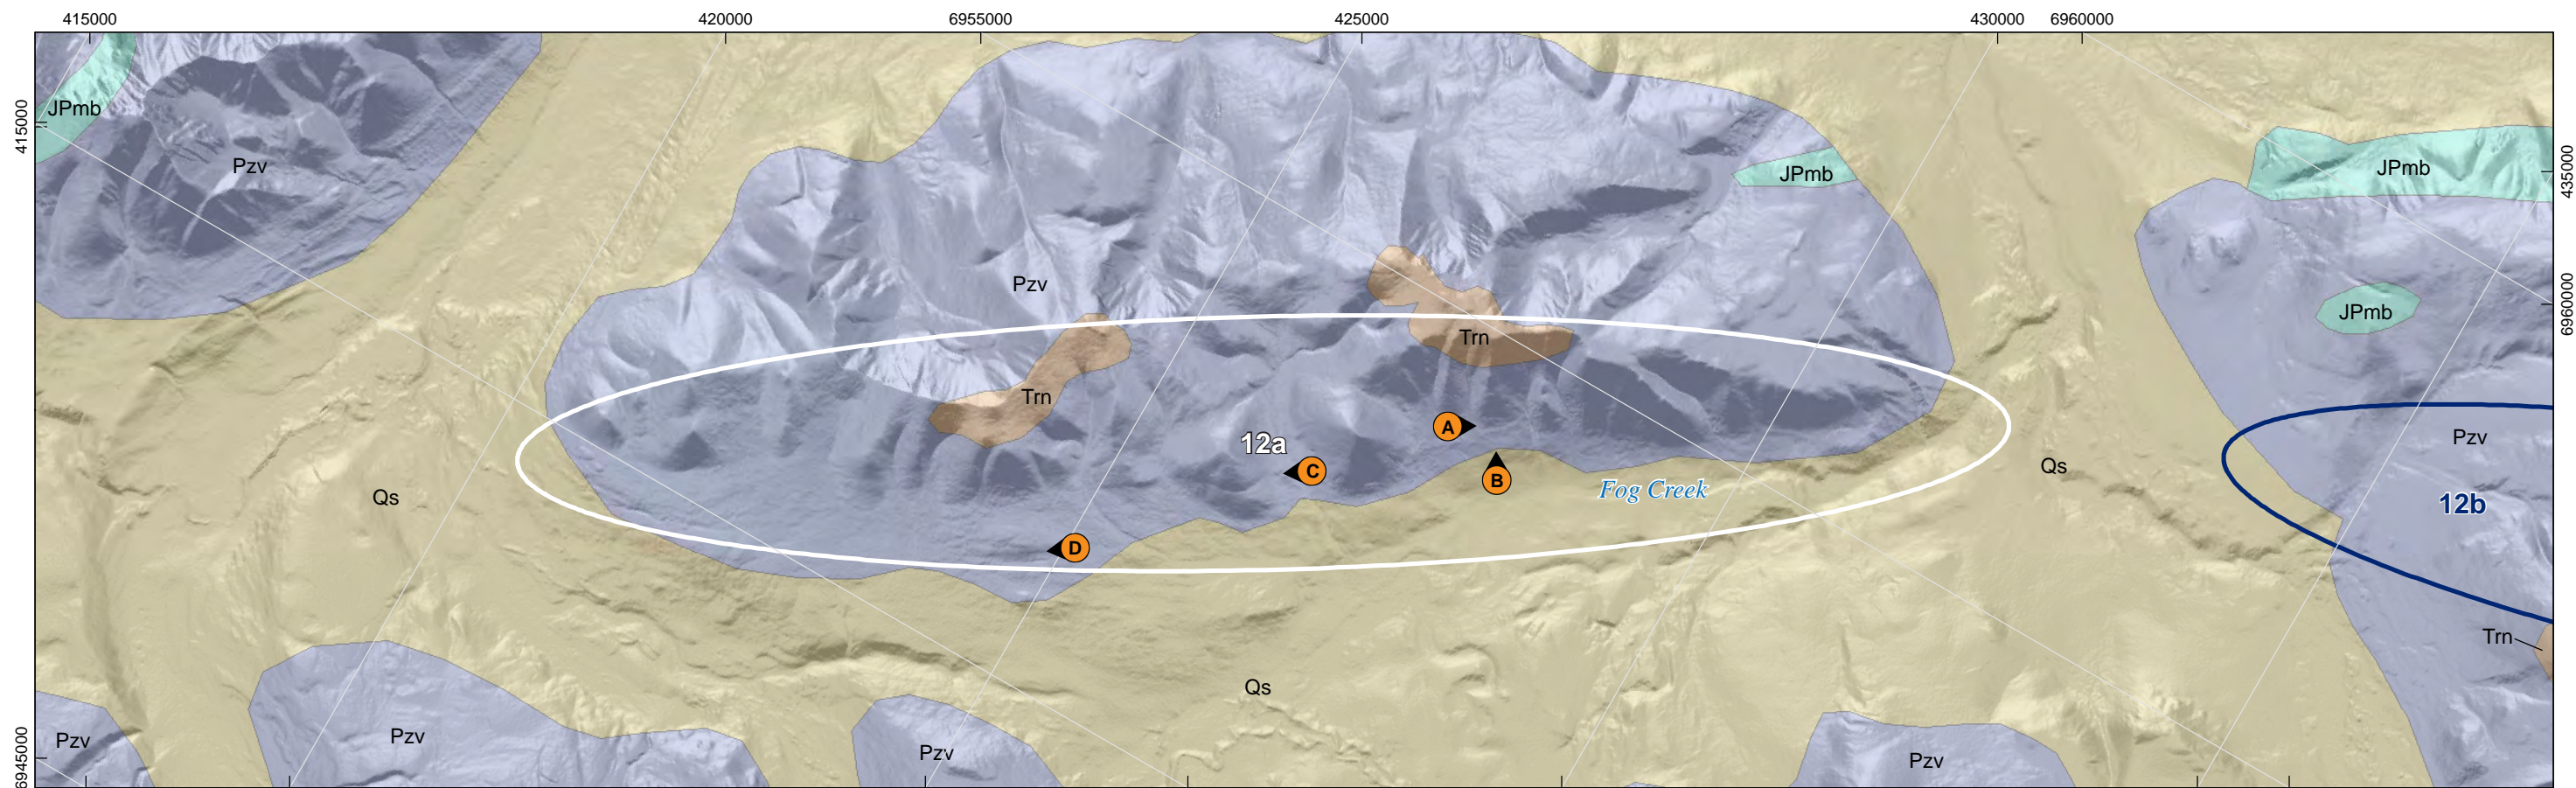 415000 420000 6955000 425000 430000 6960000
415000
JPmb
Pzv
JPmb
JPmb
435000
Pzv
JPmb
6960000
Trn
Trn
A
Pzv
12a
C
Qs
B
Fog Creek
Qs
12b
D
Trn
Qs
Pzv
Pzv
Pzv
Pzv
6945000